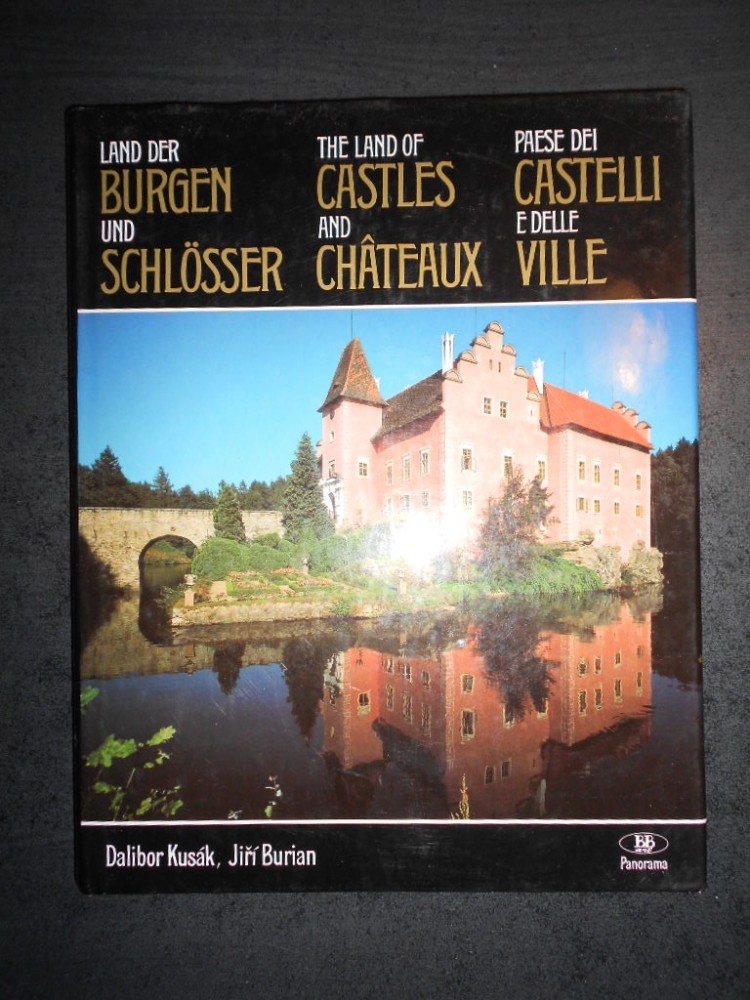 LAND DER
BURGEN
UND
SCHLÖSSER
THE LAND OF
CASTLES
AND
CHÂTEAUX
PAESE DEI
CASTELLI
E DELLE
VILLE
Dalibor Kusák, Jiří Burian
BB
Panorama